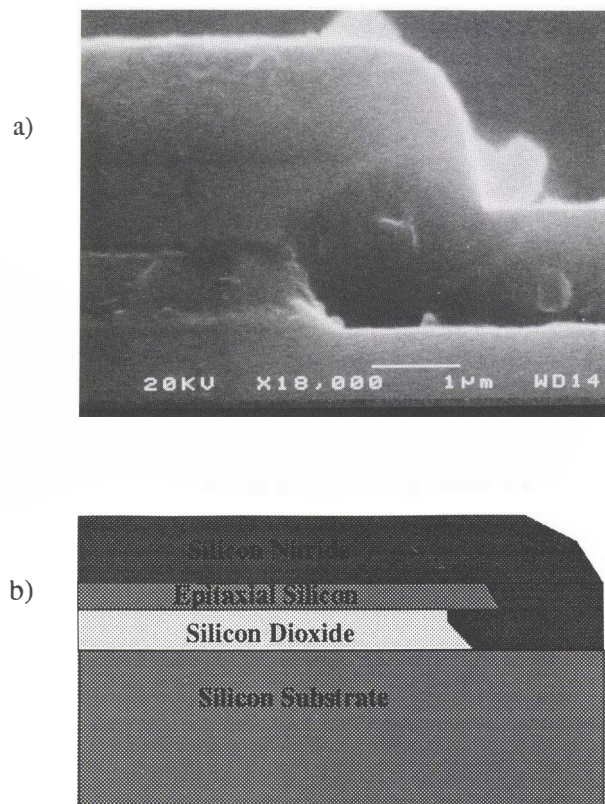 a)
20KV X18,000 1μm WD14
b)
Silicon Nitride
Epitaxial Silicon
Silicon Dioxide
Silicon Substrate